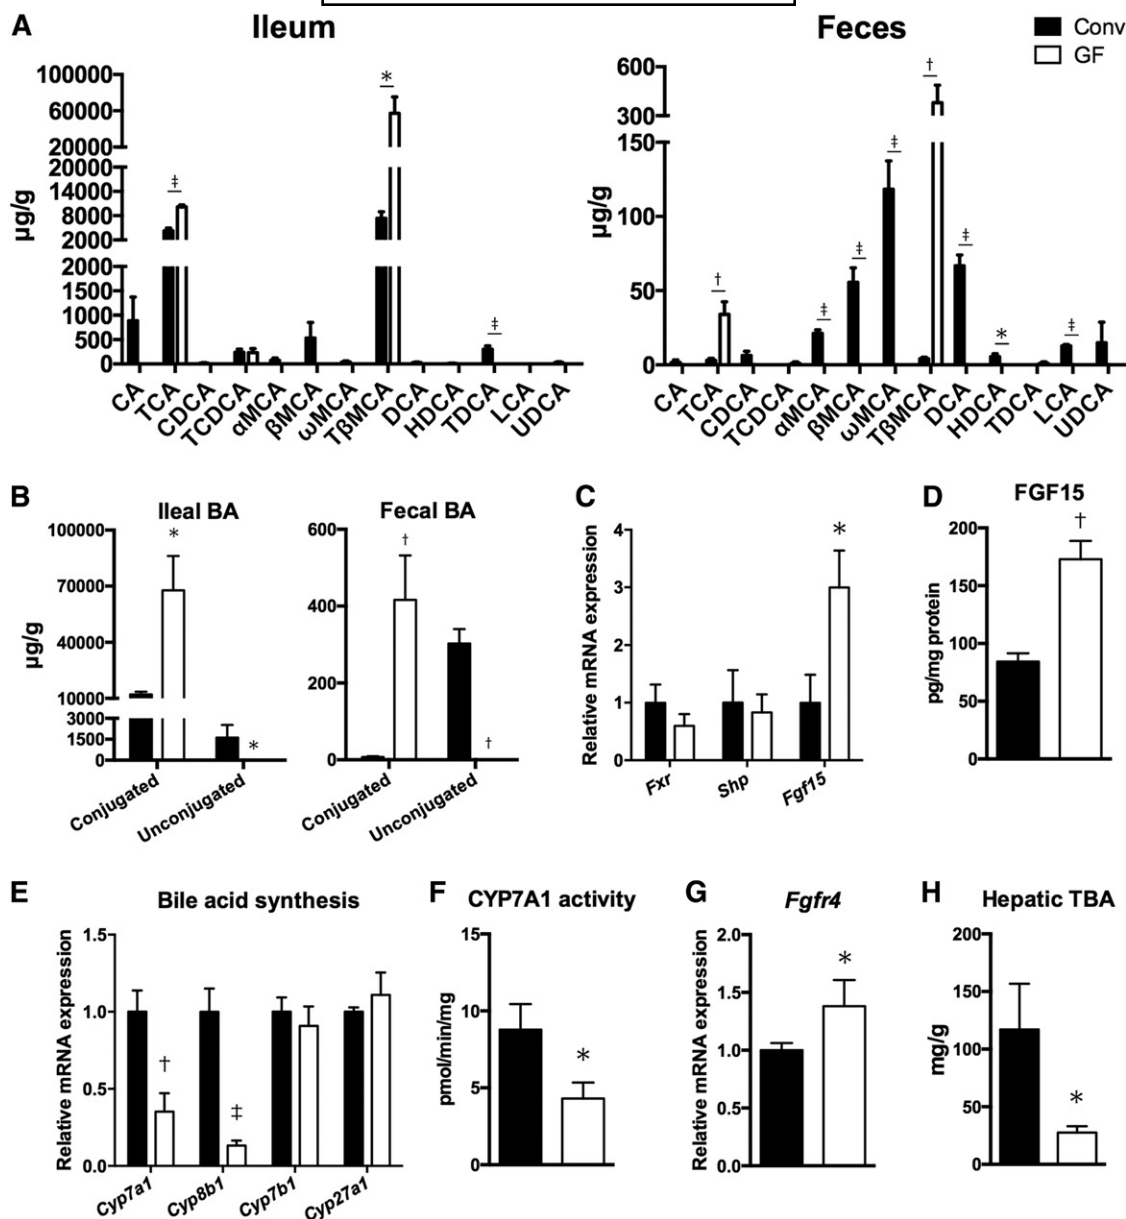 A
Ileum
Feces
Conv
GF
µg/g
100000
60000
20000
20000
14000
8000
2000
2000
1500
1000
500
0
*
‡
‡
CA
TCA
CDCA
TCDCA
αMCA
βMCA
ωMCA
TβMCA
DCA
HDCA
TDCA
LCA
UDCA
µg/g
600
300
150
100
50
0
†
‡
‡
‡
†
‡
*
‡
CA
TCA
CDCA
TCDCA
αMCA
βMCA
ωMCA
TβMCA
DCA
HDCA
TDCA
LCA
UDCA
B
Ileal BA
µg/g
100000
70000
40000
10000
3000
1500
0
*
*
Conjugated
Unconjugated
Fecal BA
600
400
200
0
†
†
Conjugated
Unconjugated
C
Relative mRNA expression
4
3
2
1
0
*
Fxr
Shp
Fgf15
D
FGF15
pg/mg protein
200
150
100
50
0
†
E
Bile acid synthesis
Relative mRNA expression
1.5
1.0
0.5
0.0
†
‡
Cyp7a1
Cyp8b1
Cyp7b1
Cyp27a1
F
CYP7A1 activity
pmol/min/mg
15
10
5
0
*
G
Fgfr4
Relative mRNA expression
2.0
1.5
1.0
0.5
0.0
*
H
Hepatic TBA
mg/g
200
150
100
50
0
*